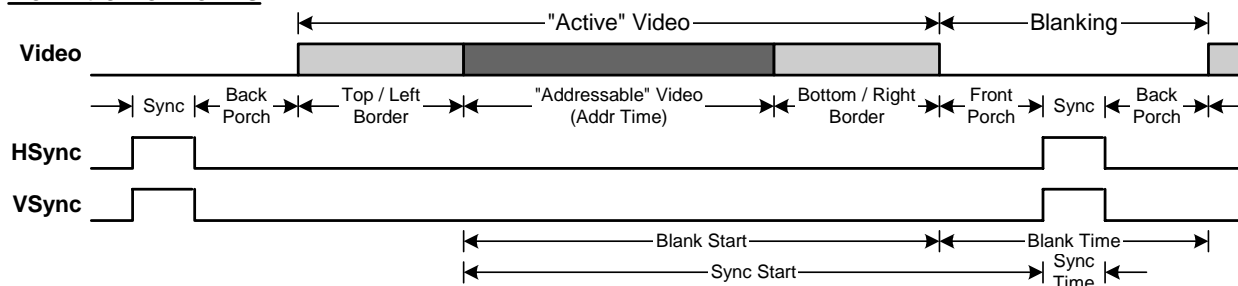 "Active" Video
Blanking
Video
Sync
Back Porch
Top / Left Border
"Addressable" Video (Addr Time)
Bottom / Right Border
Front Porch
Sync
Back Porch
HSync
VSync
Blank Start
Blank Time
Sync Start
Sync Time